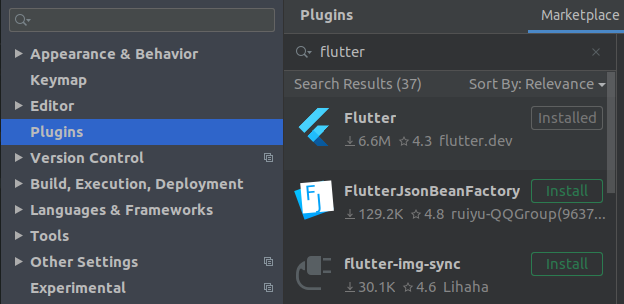 Appearance & Behavior
Keymap
Editor
Plugins
Version Control
Build, Execution, Deployment
Languages & Frameworks
Tools
Other Settings
Experimental
Plugins
Marketplace
flutter
Search Results (37)
Sort By: Relevance
Flutter
Installed
6.6M 4.3 flutter.dev
FJ
FlutterJsonBeanFactory
Install
129.2K 4.8 ruiyu-QQGroup(9637...
flutter-img-sync
Install
30.1K 4.6 Lihaha